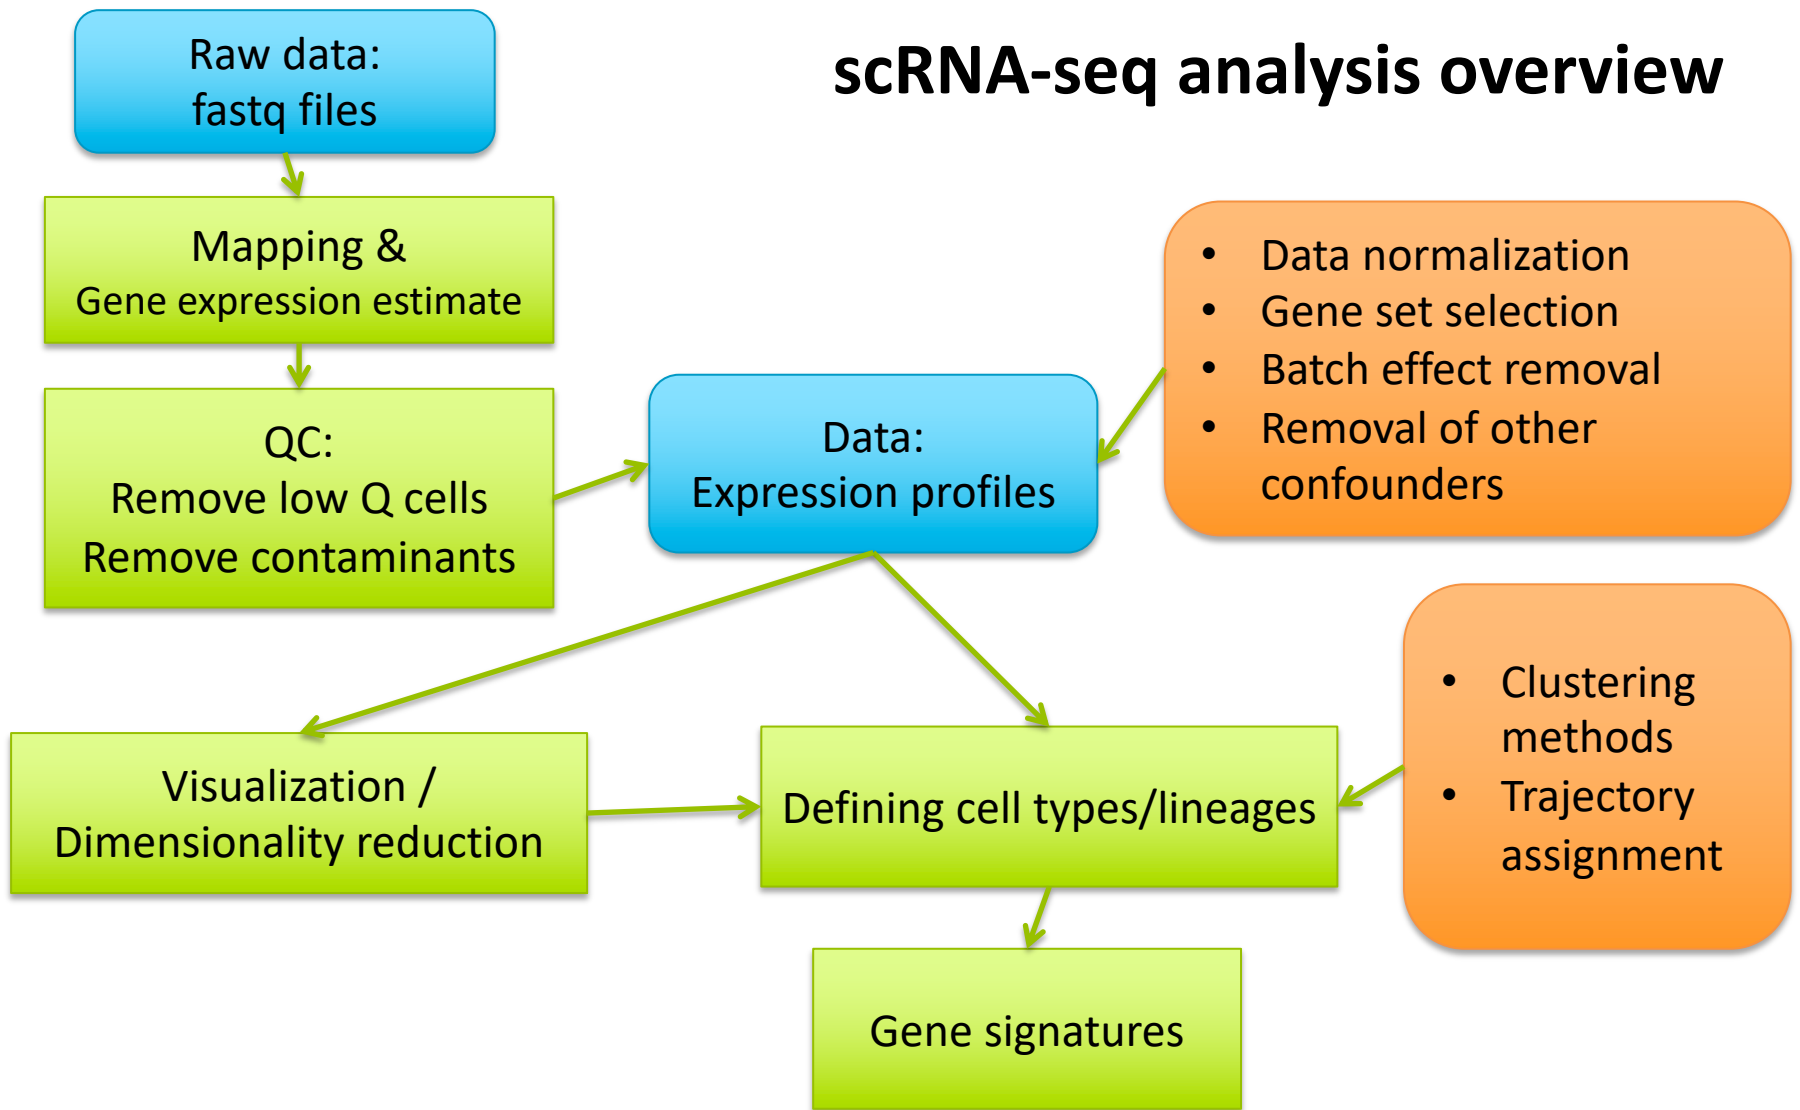 scRNA-seq analysis overview
Raw data:
fastq files
Mapping &
Gene expression estimate
QC:
Remove low Q cells
Remove contaminants
Data:
Expression profiles
• Data normalization
• Gene set selection
• Batch effect removal
• Removal of other
confounders
Visualization /
Dimensionality reduction
Defining cell types/lineages
• Clustering
methods
• Trajectory
assignment
Gene signatures